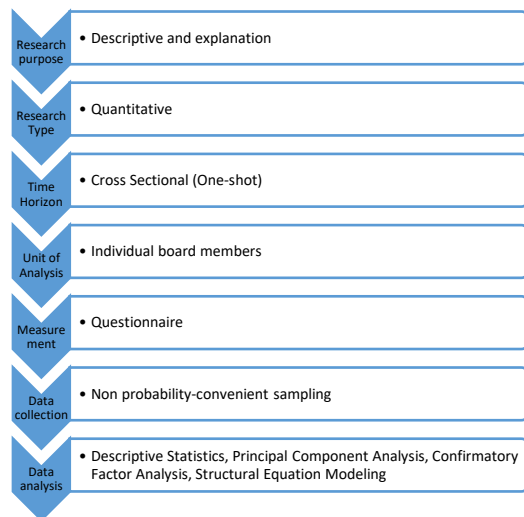 Research
purpose
• Descriptive and explanation
Research
Type
• Quantitative
Time
Horizon
• Cross Sectional (One-shot)
Unit of
Analysis
• Individual board members
Measure
ment
• Questionnaire
Data
collection
• Non probability-convenient sampling
Data
analysis
• Descriptive Statistics, Principal Component Analysis, Confirmatory
Factor Analysis, Structural Equation Modeling